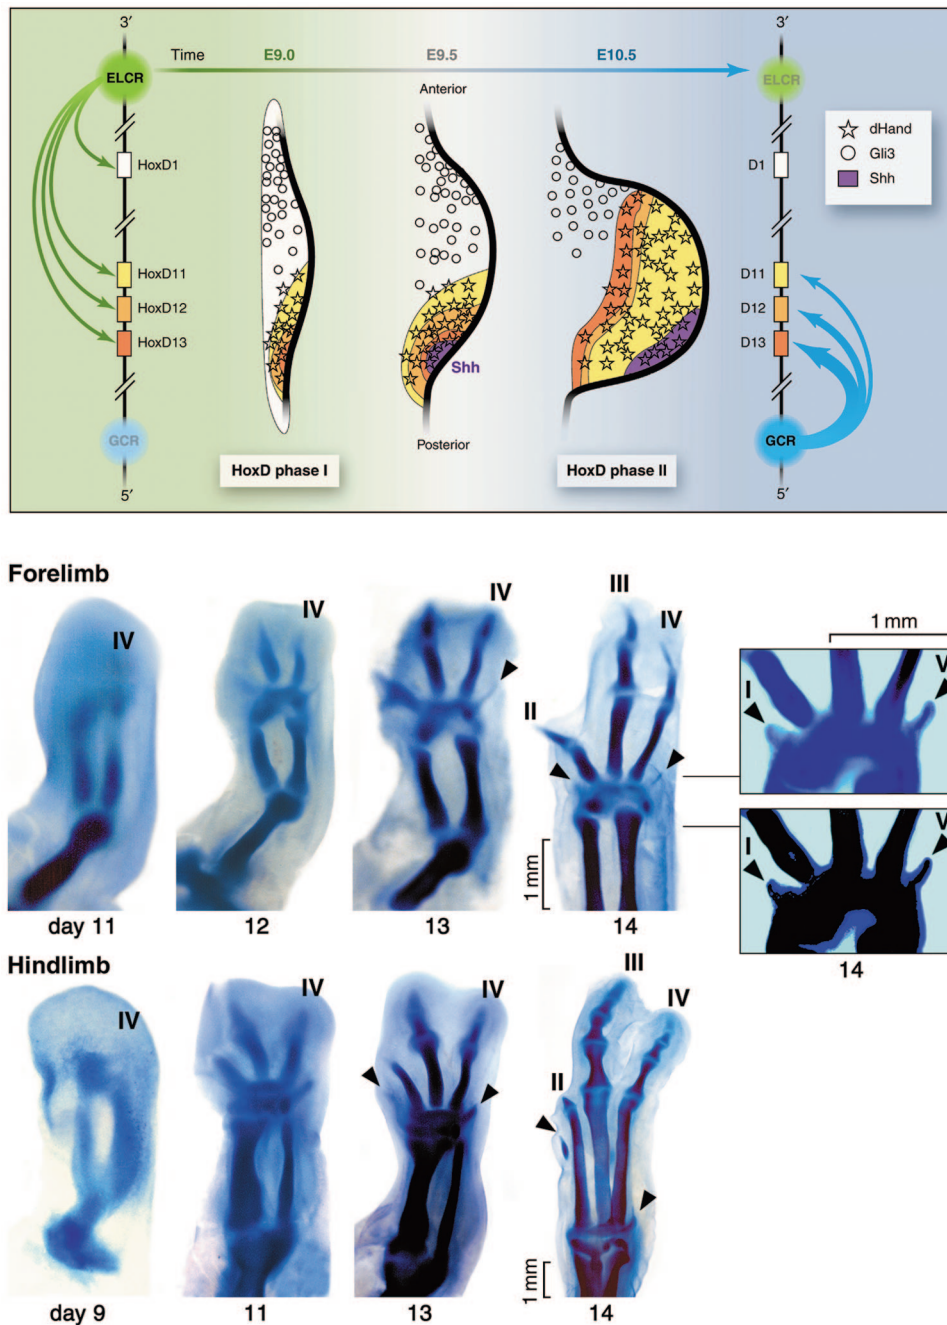 3′
3′
Time
E9.0
E9.5
E10.5
ELCR
ELCR
Anterior
dHand
Gli3
Shh
HoxD1
D1
HoxD11
D11
HoxD12
D12
HoxD13
D13
Shh
GCR
Posterior
GCR
HoxD phase I
HoxD phase II
5′
5′
Forelimb
IV
IV
III
IV
1 mm
II
I
V
1 mm
I
V
day 11
12
13
14
14
Hindlimb
IV
IV
IV
III
IV
II
1 mm
day 9
11
13
14